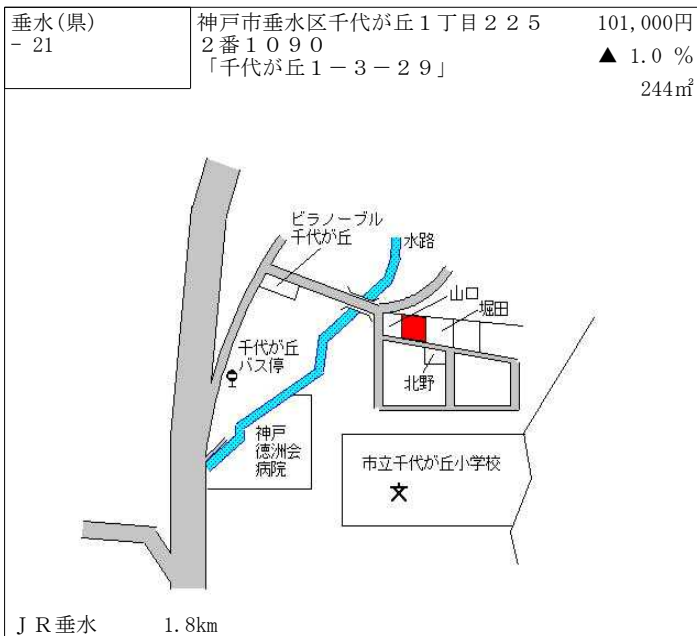 垂水(県)
－21
神戸市垂水区千代が丘１丁目２２５
２番１０９０
「千代が丘１－３－２９」
101,000円
▲ 1.0 %
244㎡
ビラノーブル
千代が丘
水路
山口
堀田
千代が丘
バス停
北野
神戸
徳洲会
病院
市立千代が丘小学校
文
ＪＲ垂水 1.8km